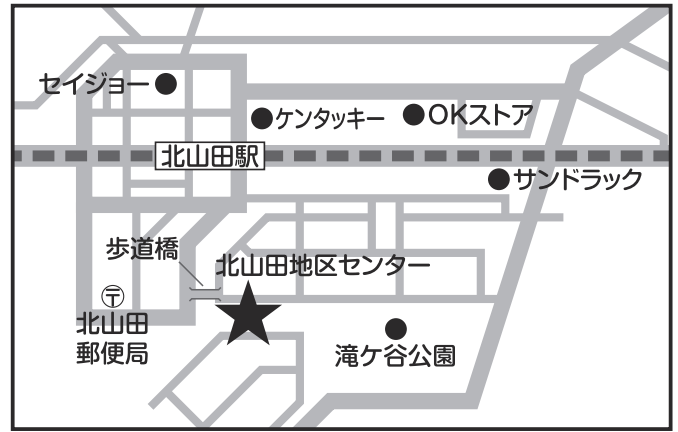 セイジョー
ケンタッキー
OKストア
北山田駅
サンドラック
歩道橋
北山田地区センター
〒
北山田
郵便局
滝ケ谷公園